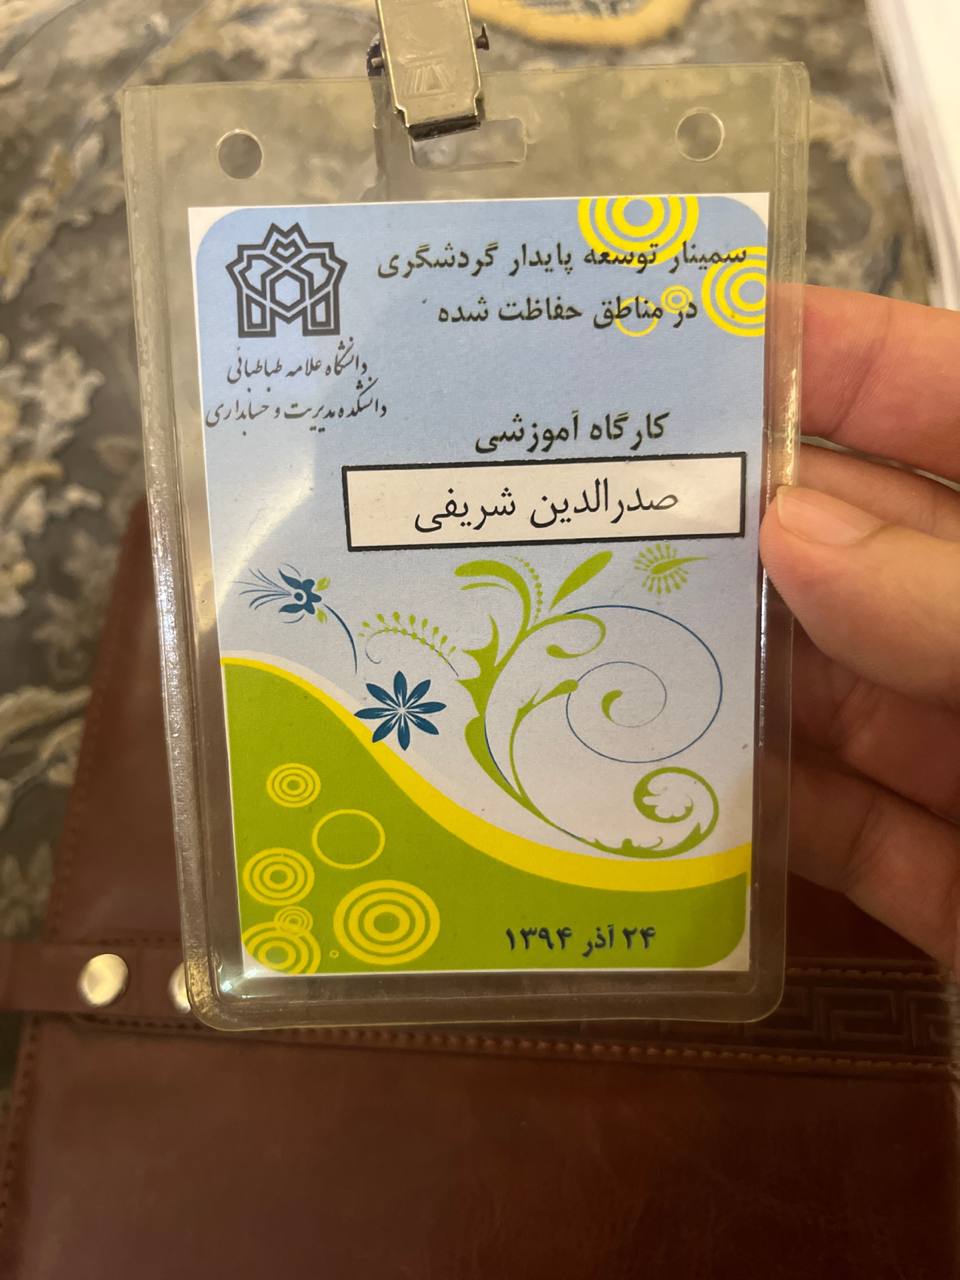 سمینار توسعه پایدار گردشگری
در مناطق حفاظت شده
دانشگاه علامه طباطبائی
دانشکده مدیریت و حسابداری
کارگاه آموزشی
صدرالدین شریفی
۲۴ آذر ۱۳۹۴